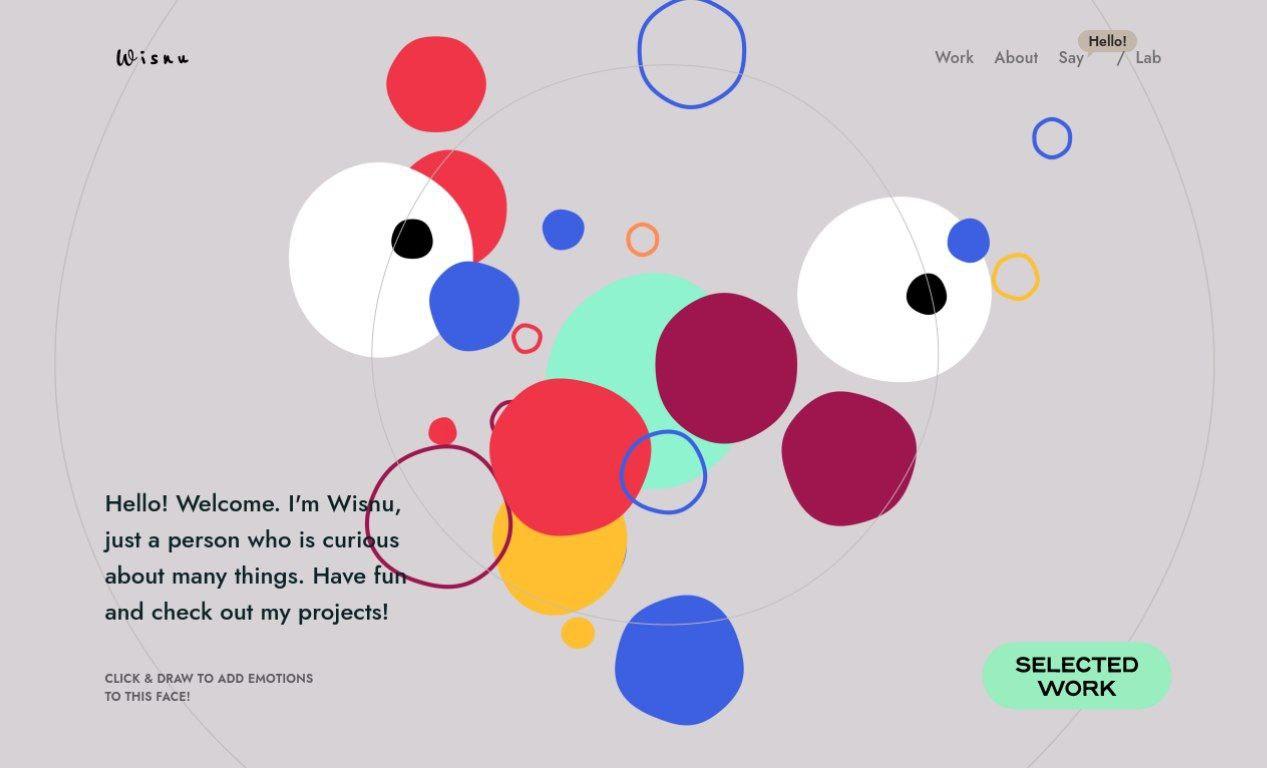 Wisnu
Hello!
Work About Say / Lab
Hello! Welcome. I'm Wisnu,
just a person who is curious
about many things. Have fun
and check out my projects!
CLICK & DRAW TO ADD EMOTIONS
TO THIS FACE!
SELECTED
WORK